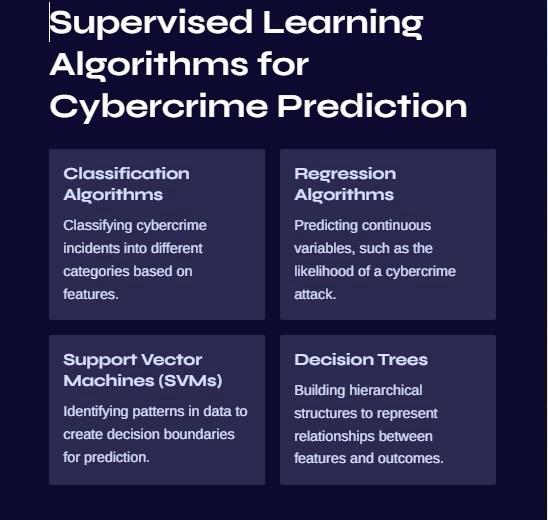 Supervised Learning
Algorithms for
Cybercrime Prediction
Classification
Algorithms
Classifying cybercrime
incidents into different
categories based on
features.
Regression
Algorithms
Predicting continuous
variables, such as the
likelihood of a cybercrime
attack.
Support Vector
Machines (SVMs)
Identifying patterns in data to
create decision boundaries
for prediction.
Decision Trees
Building hierarchical
structures to represent
relationships between
features and outcomes.